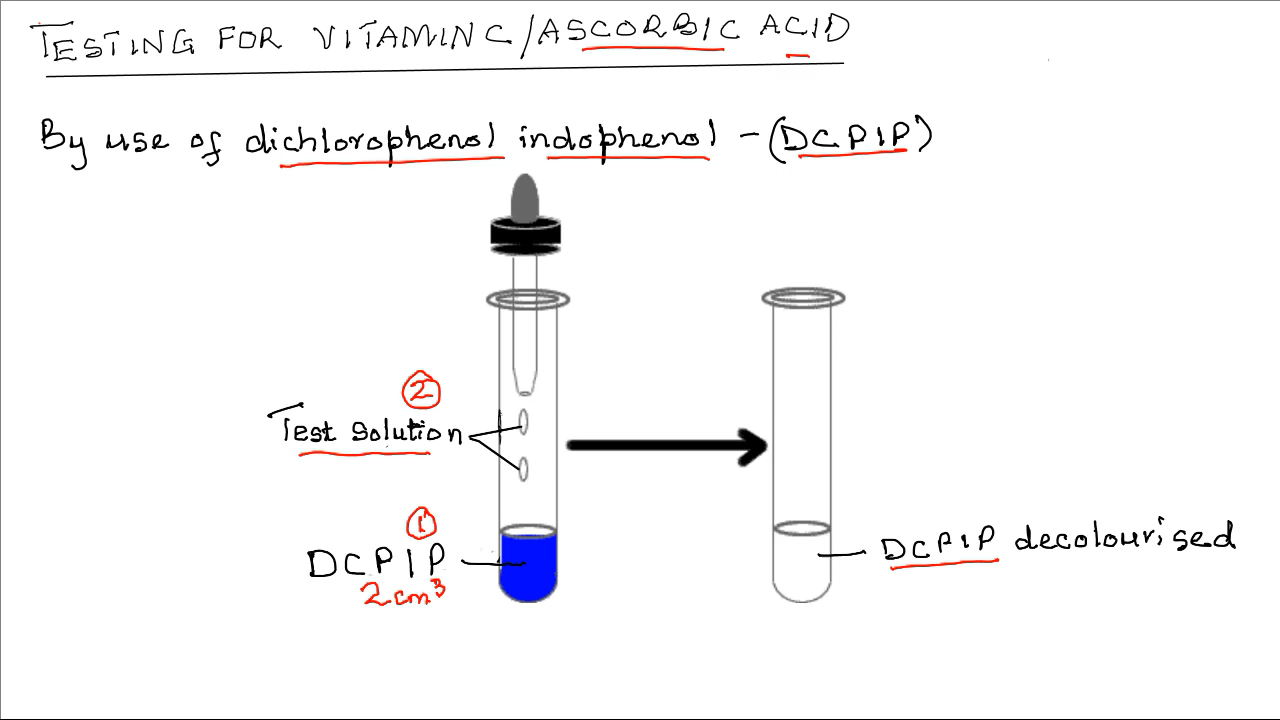 TESTING FOR VITAMIN C/ASCORBIC ACID
By use of dichlorophenol indophenol - (DCPIP)
2
Test solution
1
DCPIP
2cm³
DCPIP decolourised